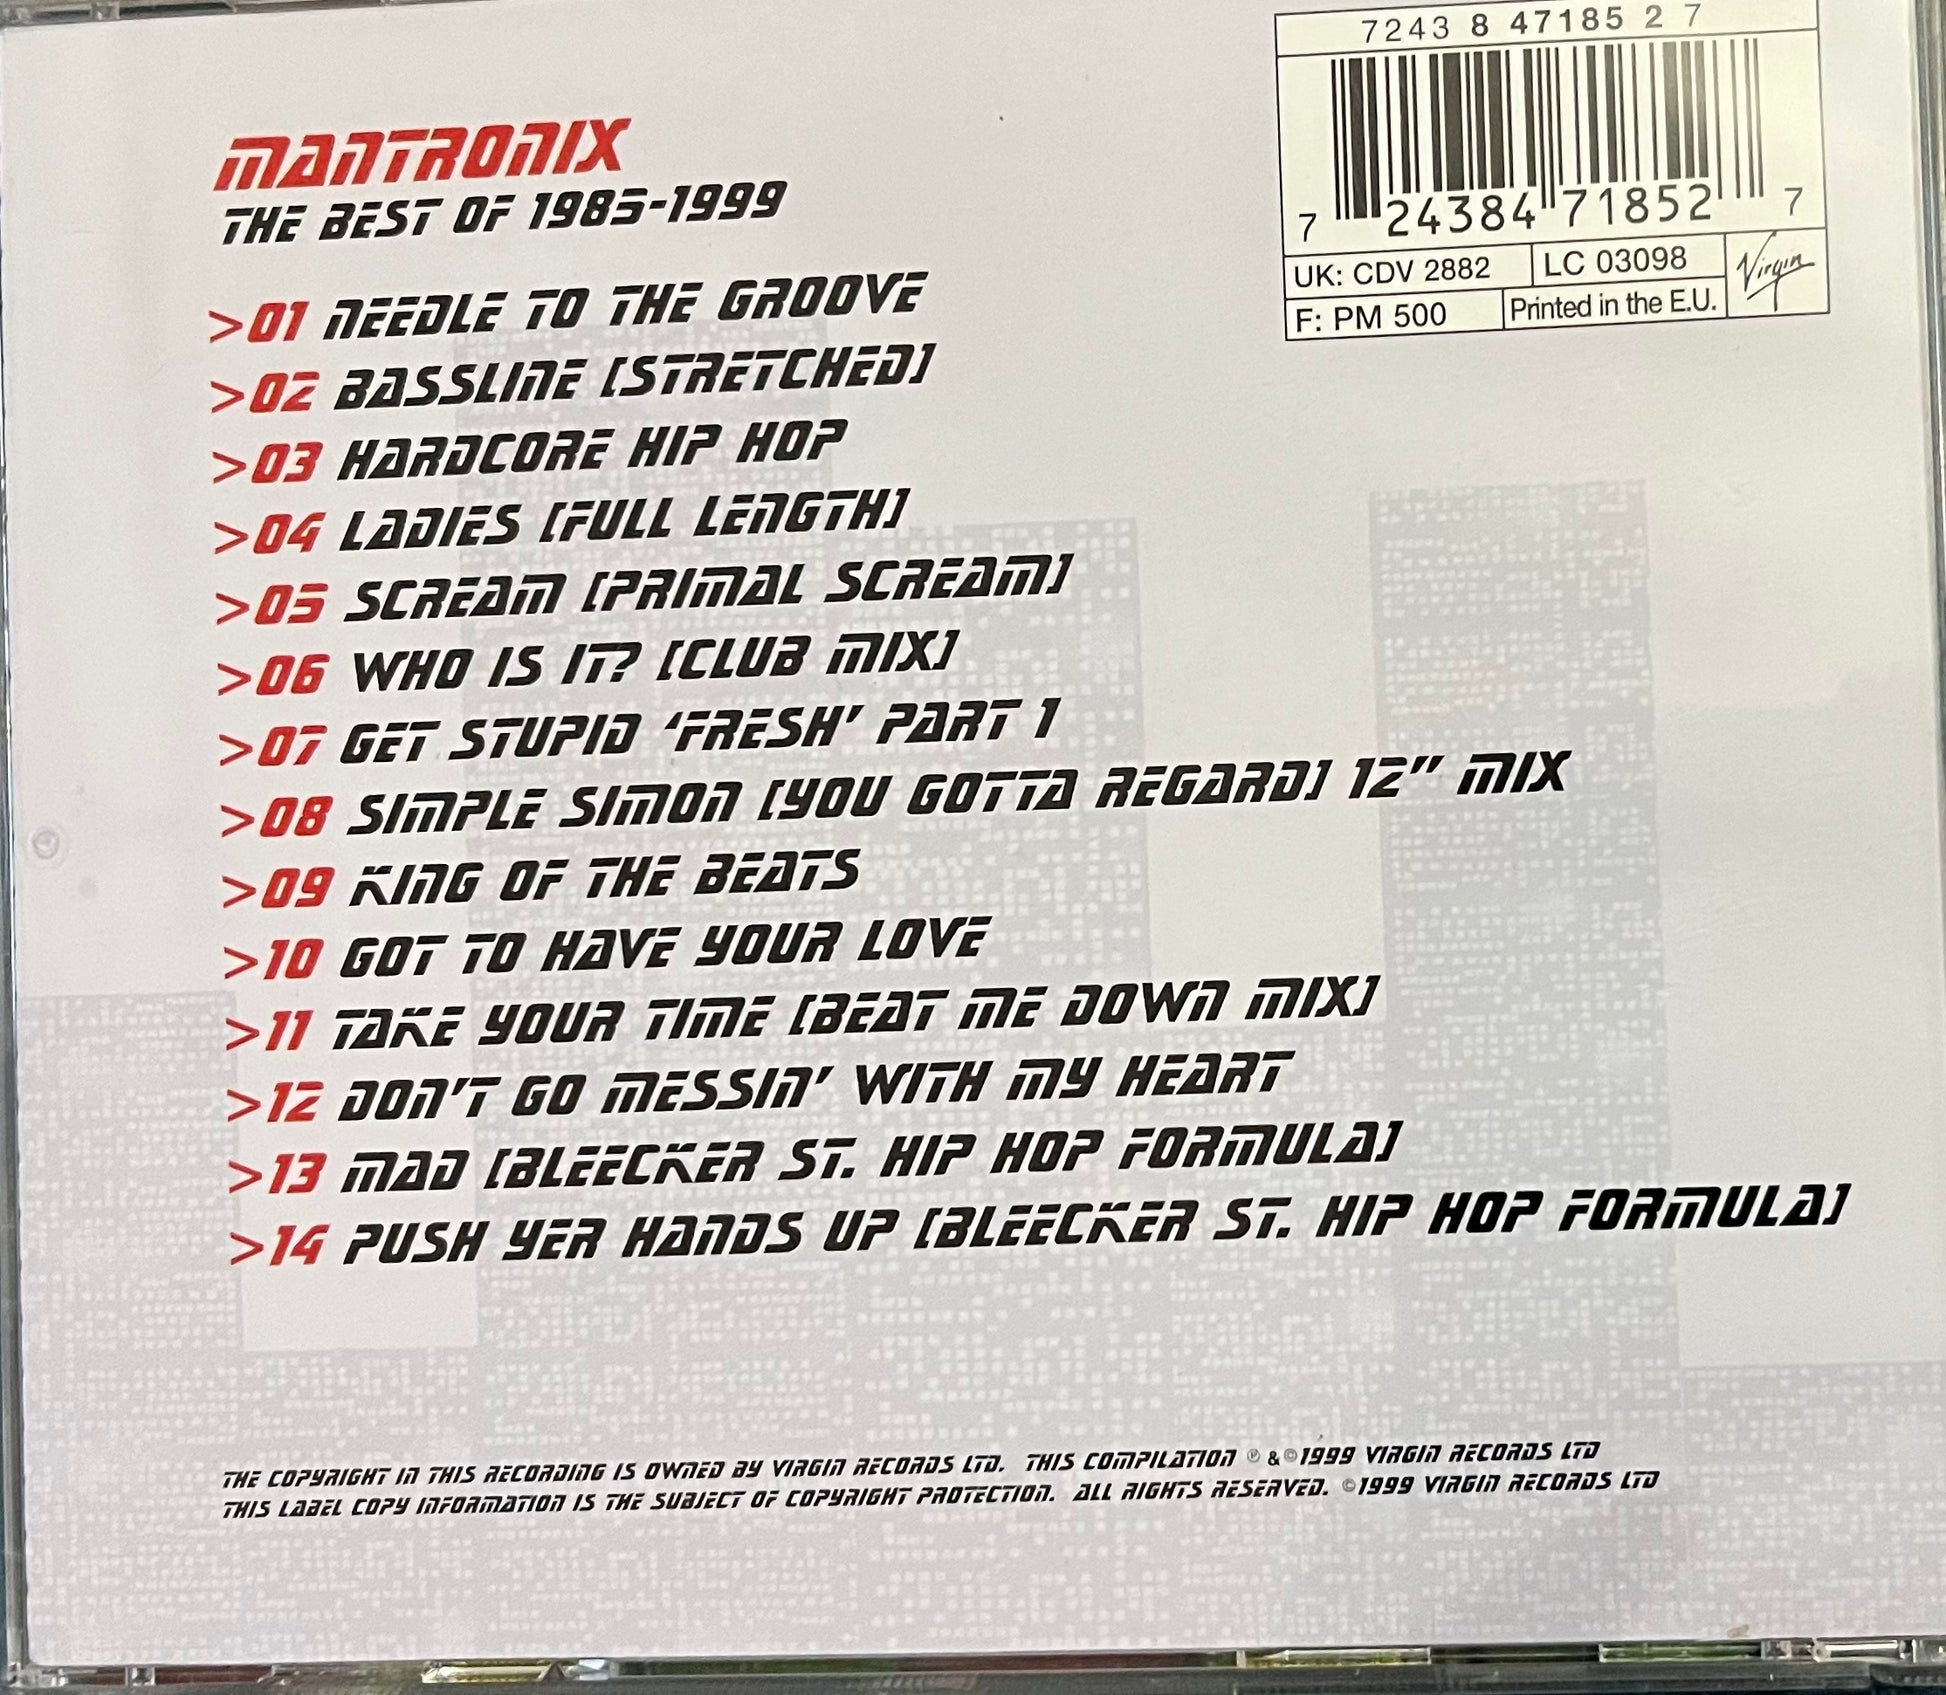 7243 8 47185 2 7
7 24384 71852 7
UK: CDV 2882
LC 03098
Virgin
F: PM 500
Printed in the E.U.
MANTRONIX
THE BEST OF 1985-1999
>01 NEEDLE TO THE GROOVE
>02 BASSLINE [STRETCHED]
>03 HARDCORE HIP HOP
>04 LADIES [FULL LENGTH]
>05 SCREAM [PRIMAL SCREAM]
>06 WHO IS IT? [CLUB MIX]
>07 GET STUPID ‘FRESH’ PART 1
>08 SIMPLE SIMON [YOU GOTTA REGARD] 12” MIX
>09 KING OF THE BEATS
>10 GOT TO HAVE YOUR LOVE
>11 TAKE YOUR TIME [BEAT ME DOWN MIX]
>12 DON'T GO MESSIN’ WITH MY HEART
>13 MAD [BLEECKER ST. HIP HOP FORMULA]
>14 PUSH YER HANDS UP [BLEECKER ST. HIP HOP FORMULA]
THE COPYRIGHT IN THIS RECORDING IS OWNED BY VIRGIN RECORDS LTD. THIS COMPILATION ℗ & © 1999 VIRGIN RECORDS LTD
THIS LABEL COPY INFORMATION IS THE SUBJECT OF COPYRIGHT PROTECTION. ALL RIGHTS RESERVED. © 1999 VIRGIN RECORDS LTD